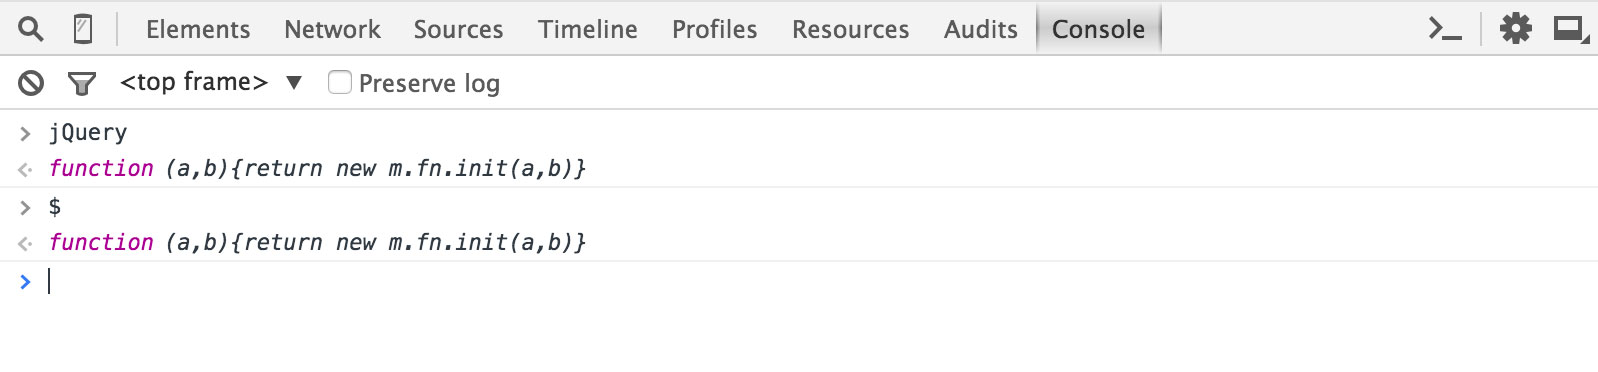 Elements Network Sources Timeline Profiles Resources Audits Console
<top frame> ▼ Preserve log
> jQuery
<· function (a,b){return new m.fn.init(a,b)}
> $
<· function (a,b){return new m.fn.init(a,b)}
>